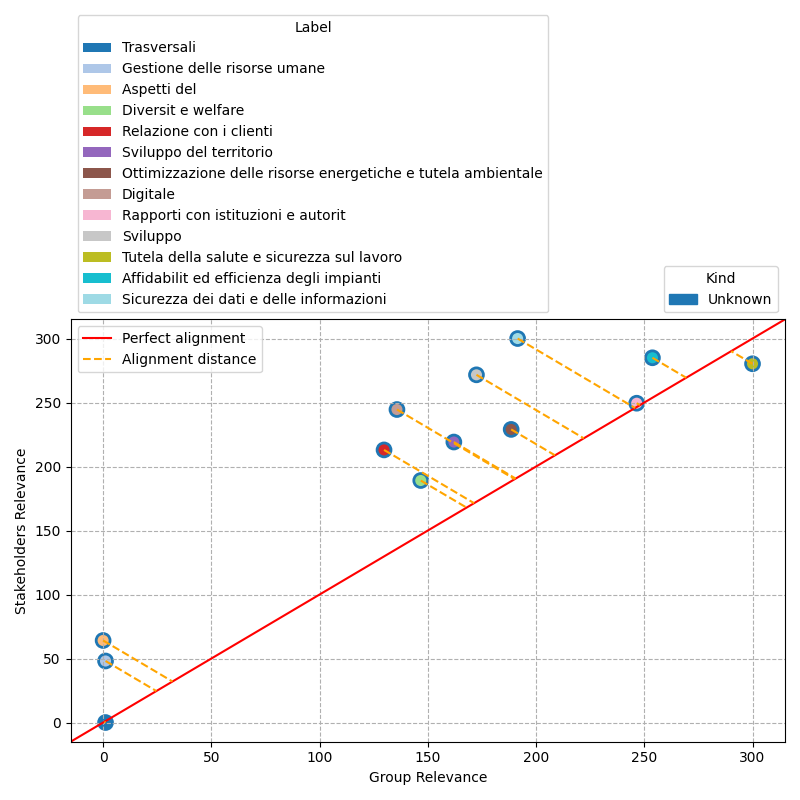 Label
Trasversali
Gestione delle risorse umane
Aspetti del
Diversit e welfare
Relazione con i clienti
Sviluppo del territorio
Ottimizzazione delle risorse energetiche e tutela ambientale
Digitale
Rapporti con istituzioni e autorit
Sviluppo
Tutela della salute e sicurezza sul lavoro
Affidabilit ed efficienza degli impianti
Sicurezza dei dati e delle informazioni
Kind
Unknown
Perfect alignment
Alignment distance
Stakeholders Relevance
300
250
200
150
100
50
0
0 50 100 150 200 250 300
Group Relevance